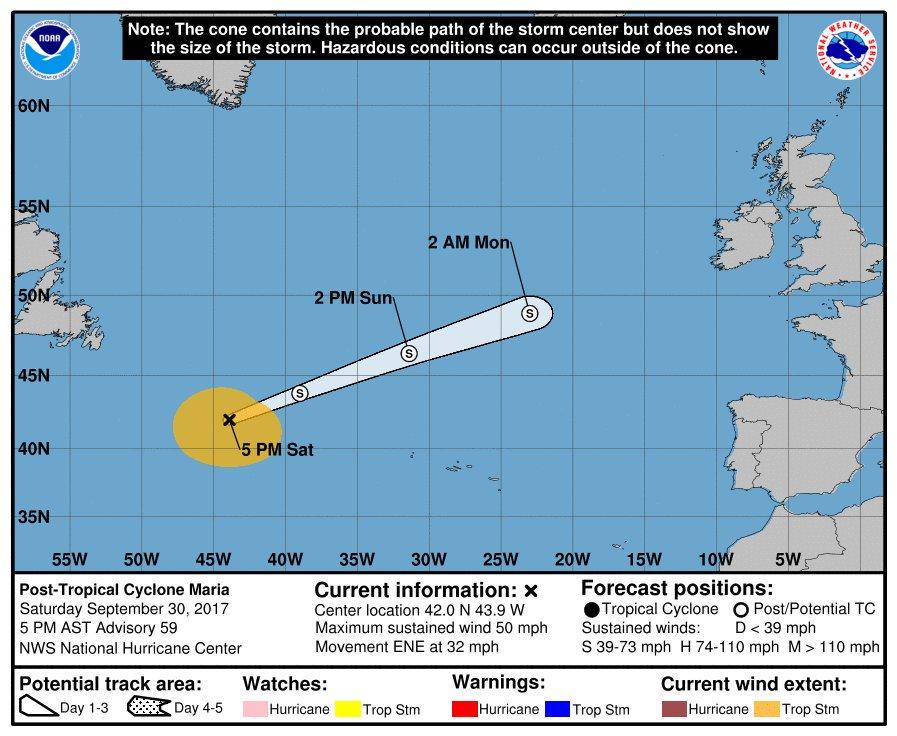 Note: The cone contains the probable path of the storm center but does not show
the size of the storm. Hazardous conditions can occur outside of the cone.
NOAA
NATIONAL WEATHER SERVICE
60N
55N
2 AM Mon
50N
2 PM Sun
S
S
45N
S
5 PM Sat
40N
35N
55W 50W 45W 40W 35W 30W 25W 20W 15W 10W 5W
Post-Tropical Cyclone Maria
Saturday September 30, 2017
5 PM AST Advisory 59
NWS National Hurricane Center
Current information: x
Center location 42.0 N 43.9 W
Maximum sustained wind 50 mph
Movement ENE at 32 mph
Forecast positions:
Tropical Cyclone Post/Potential TC
Sustained winds: D < 39 mph
S 39-73 mph H 74-110 mph M > 110 mph
Potential track area:
Day 1-3 Day 4-5
Watches:
Hurricane Trop Stm
Warnings:
Hurricane Trop Stm
Current wind extent:
Hurricane Trop Stm